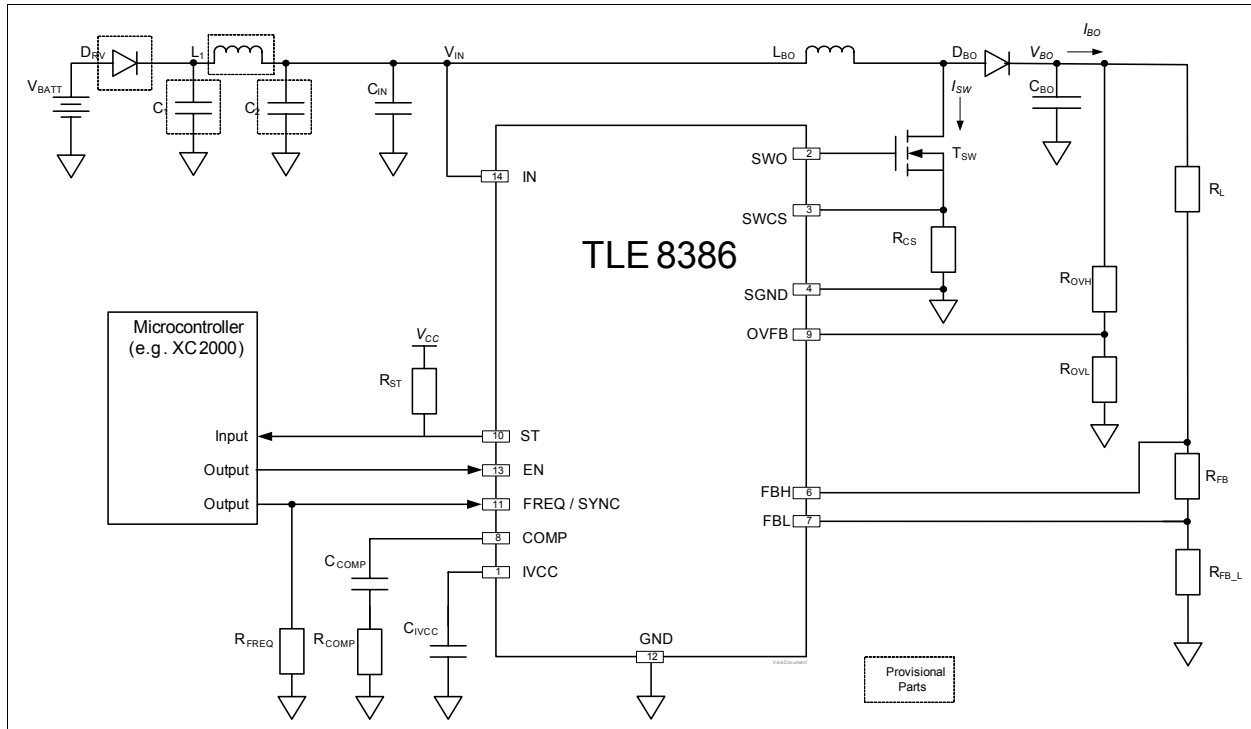 D_RV
L_1
V_IN
L_BO
D_BO
V_BO
I_BO
V_BATT
C_1
C_2
C_IN
I_SW
C_BO
SWO
2
T_SW
14
IN
SWCS
3
R_L
TLE 8386
R_CS
SGND
4
R_OVH
OVFB
9
Microcontroller
(e.g. XC2000)
V_CC
R_ST
R_OVL
Input
10
ST
Output
13
EN
FBH
6
R_FB
Output
11
FREQ / SYNC
FBL
7
8
COMP
C_COMP
1
IVCC
R_FB_L
R_FREQ
R_COMP
C_IVCC
GND
12
VisioDocument
Provisional
Parts